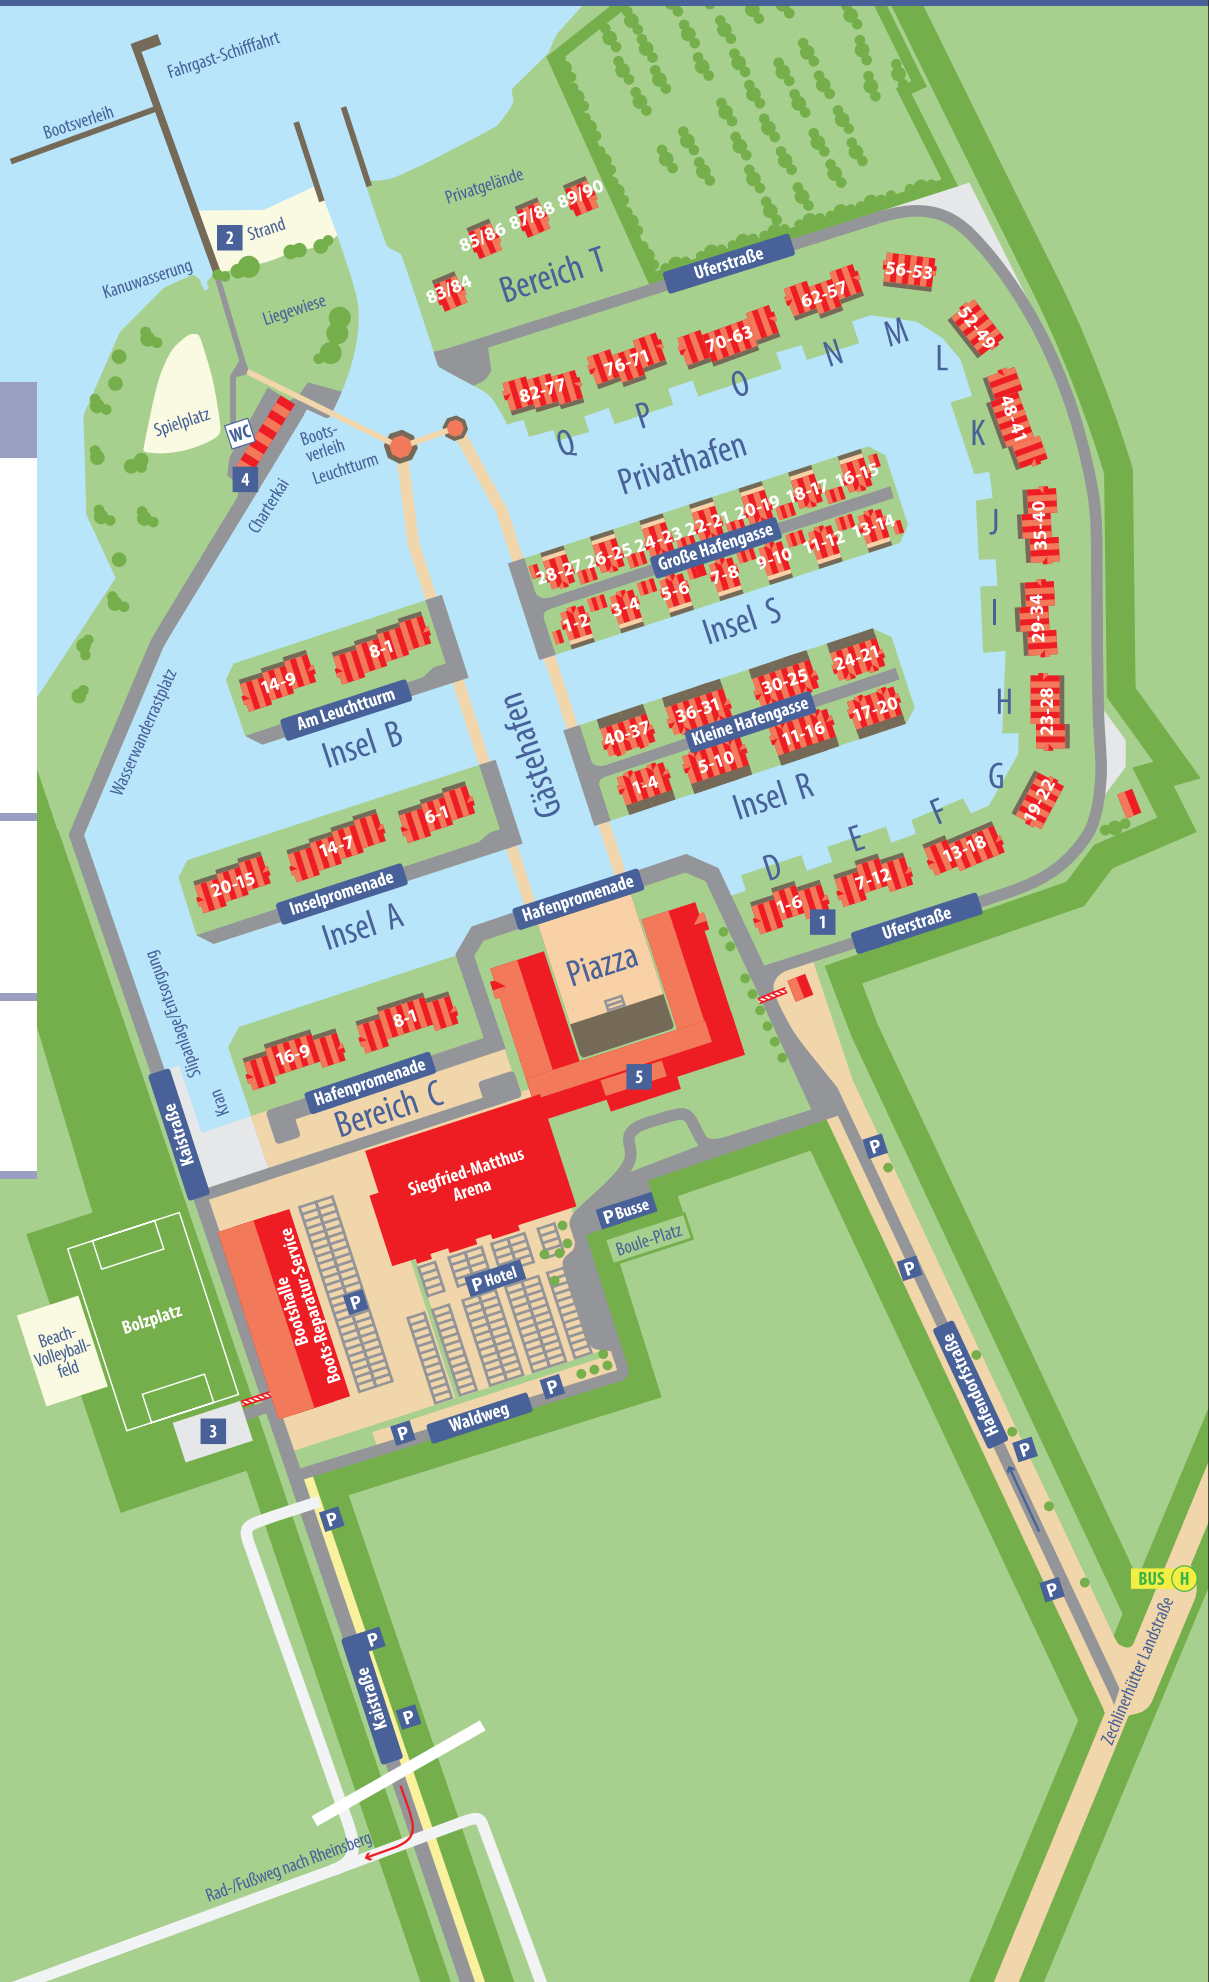 Fahrgast-Schifffahrt
Bootsverleih
Privatgelände
89/90
87/88
85/86
83/84
Bereich T
2
Strand
Kanuwasserung
Liegewiese
Uferstraße
56-53
62-57
52-49
70-63
76-71
82-77
M
L
N
O
P
Q
48-41
K
Spielplatz
WC
4
Boots-
verleih
Leuchtturm
Charterkai
Privathafen
16-15
18-17
20-19
22-21
24-23
26-25
28-27
Große Hafengasse
13-14
11-12
9-10
7-8
5-6
3-4
1-2
Insel S
35-40
J
29-34
I
23-28
H
19-22
G
14-9
8-1
Am Leuchtturm
Insel B
Wasserwanderrastplatz
Gästehafen
24-21
30-25
36-31
40-37
Kleine Hafengasse
17-20
11-16
5-10
1-4
Insel R
F
E
D
13-18
7-12
1-6
1
Uferstraße
20-15
14-7
6-1
Inselpromenade
Insel A
Hafenpromenade
Piazza
5
Slipanlage/Entsorgung
Kran
16-9
8-1
Hafenpromenade
Bereich C
Kaistraße
Siegfried-Matthus
Arena
P Busse
Boule-Platz
P Hotel
Bootshalle
Boots-Reparatur-Service
P
Bolzplatz
Beach-
Volleyball-
feld
3
P
Waldweg
P
P
P
Hafendorfstraße
P
P
BUS H
Zechlinerhütter Landstraße
P
P
Kaistraße
P
Rad-/Fußweg nach Rheinsberg